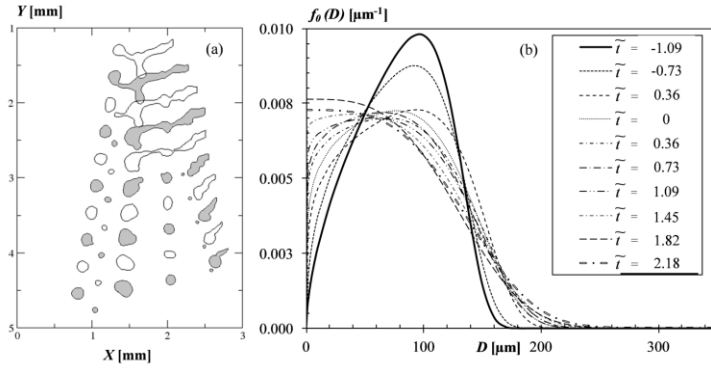 Y [mm]
(a)
1
2
3
4
5
0
1
2
3
X [mm]
f0 (D) [µm-1]
(b)
0.010
0.008
0.005
0.003
0.000
0
100
200
300
D [µm]
t̃ = -1.09
t̃ = -0.73
t̃ = 0.36
t̃ = 0
t̃ = 0.36
t̃ = 0.73
t̃ = 1.09
t̃ = 1.45
t̃ = 1.82
t̃ = 2.18